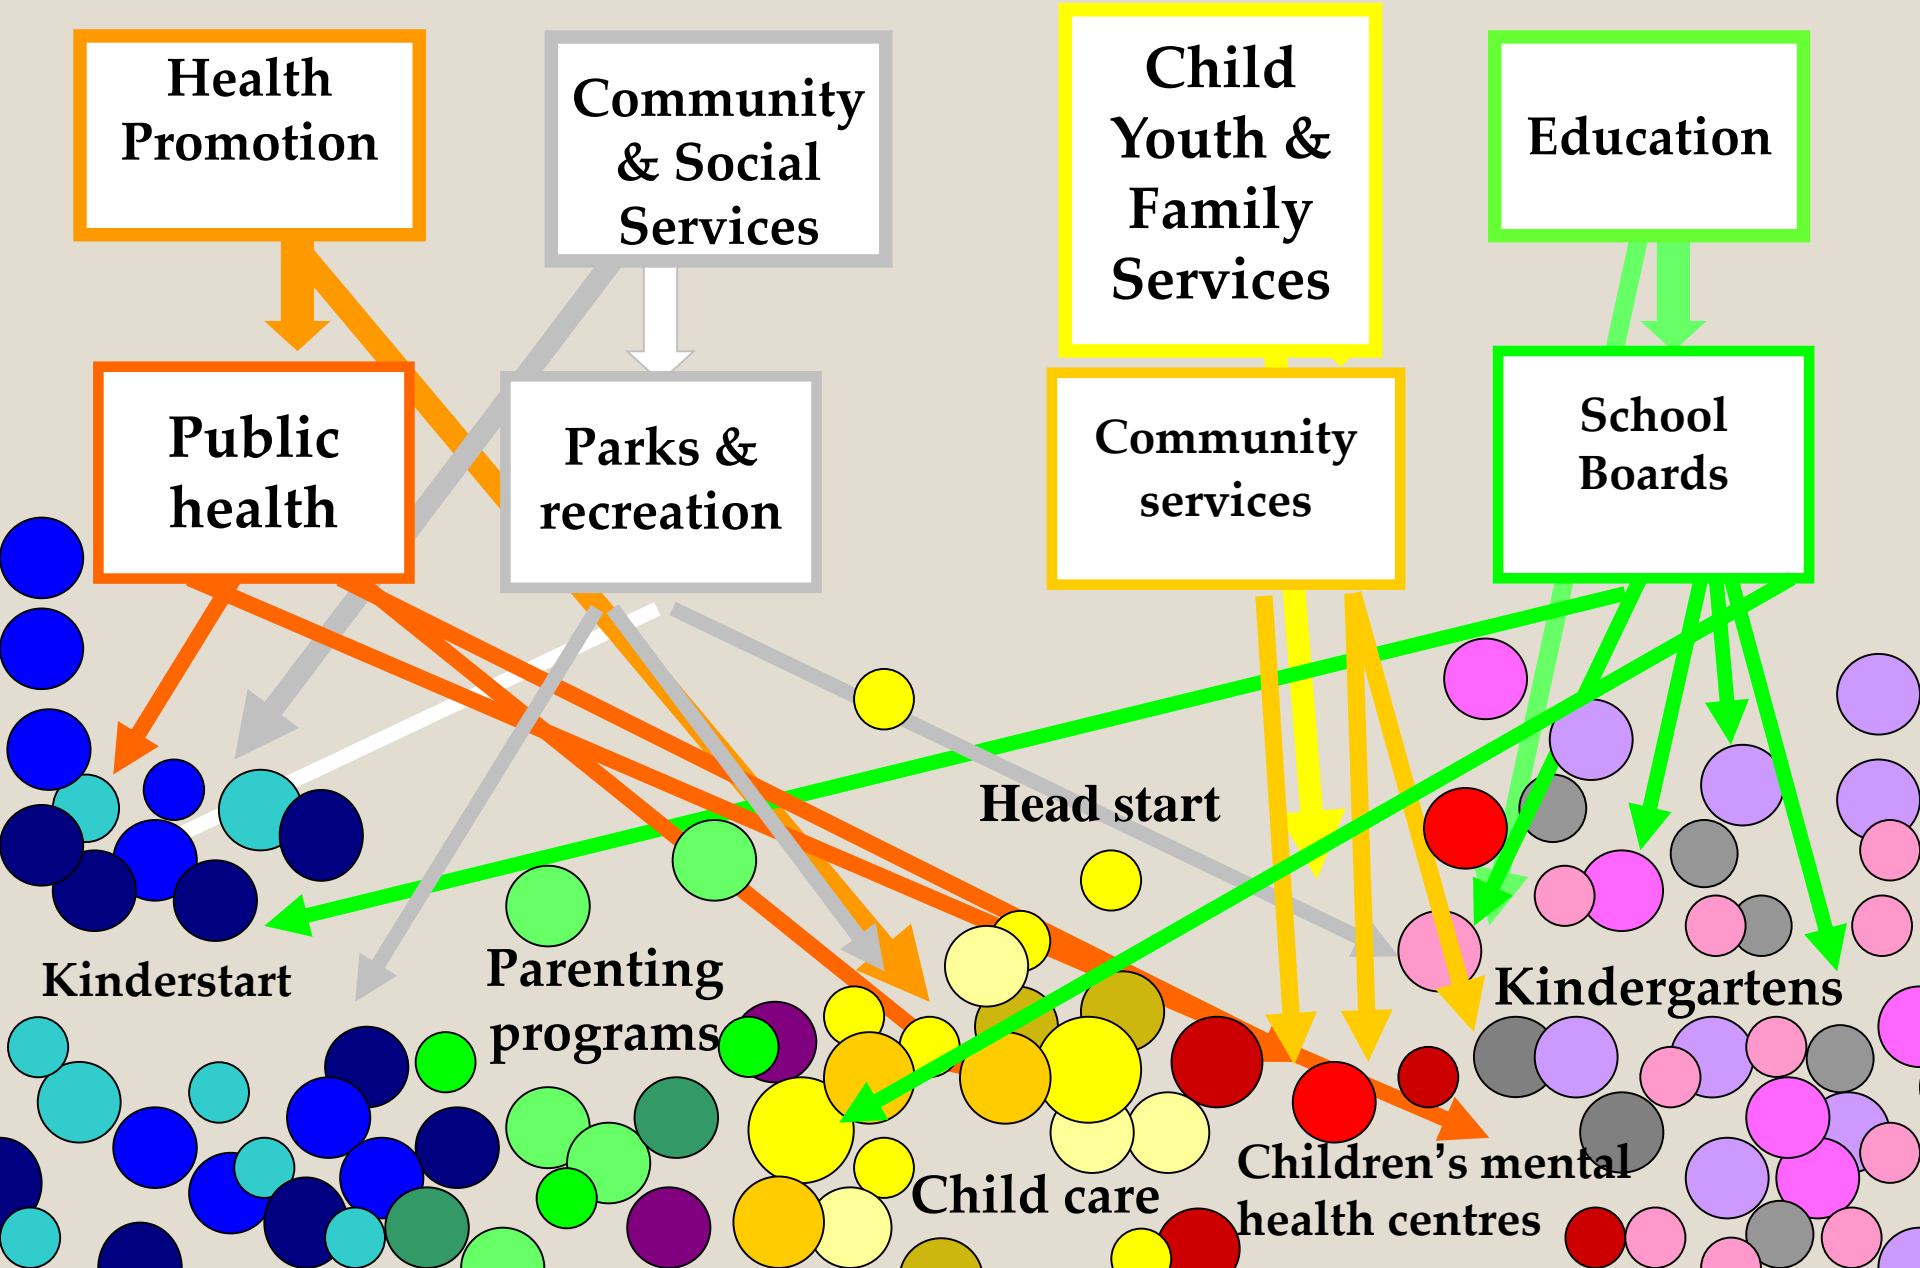 Health
Promotion
Community
& Social
Services
Child
Youth &
Family
Services
Education
Public
health
Parks &
recreation
Community
services
School
Boards
Head start
Kinderstart
Parenting
programs
Kindergartens
Child care
Children’s mental
health centres